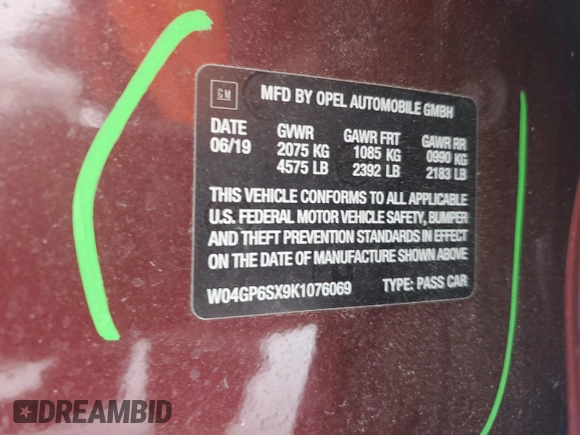 GM
MFD BY OPEL AUTOMOBILE GMBH
DATE GVWR GAWR FRT GAWR RR
06/19 2075 KG 1085 KG 0990 KG
4575 LB 2392 LB 2183 LB
THIS VEHICLE CONFORMS TO ALL APPLICABLE
U.S. FEDERAL MOTOR VEHICLE SAFETY, BUMPER
AND THEFT PREVENTION STANDARDS IN EFFECT
ON THE DATE OF MANUFACTURE SHOWN ABOVE
W04GP6SX9K1076069 TYPE: PASS CAR
DREAMBID